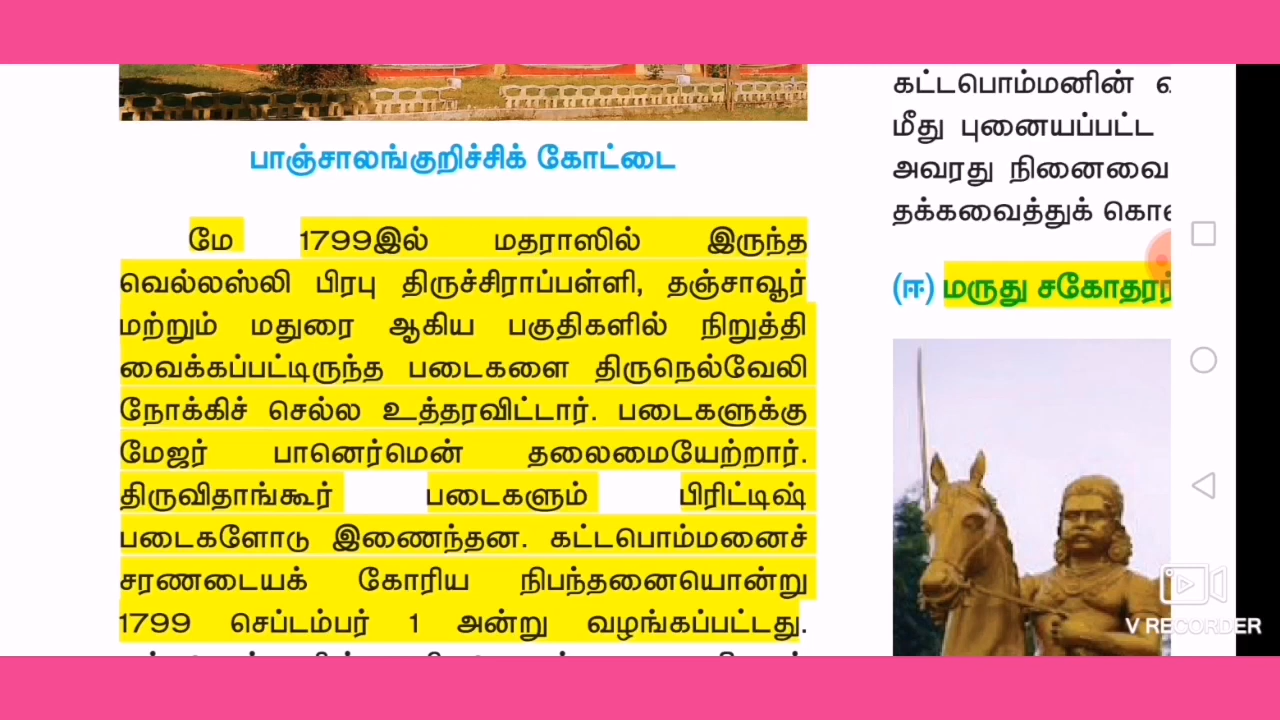 பாஞ்சாலங்குறிச்சிக் கோட்டை
மே 1799இல் மதராஸில் இருந்த
வெல்லஸ்லி பிரபு திருச்சிராப்பள்ளி, தஞ்சாவூர்
மற்றும் மதுரை ஆகிய பகுதிகளில் நிறுத்தி
வைக்கப்பட்டிருந்த படைகளை திருநெல்வேலி
நோக்கிச் செல்ல உத்தரவிட்டார். படைகளுக்கு
மேஜர் பானெர்மென் தலைமையேற்றார்.
திருவிதாங்கூர் படைகளும் பிரிட்டிஷ்
படைகளோடு இணைந்தன. கட்டபொம்மனைச்
சரணடையக் கோரிய நிபந்தனையொன்று
1799 செப்டம்பர் 1 அன்று வழங்கப்பட்டது.
கட்டபொம்மனின்
மீது புனையப்பட்ட
அவரது நினைவை
தக்கவைத்துக்
(ஈ) மருது
V RECORDER